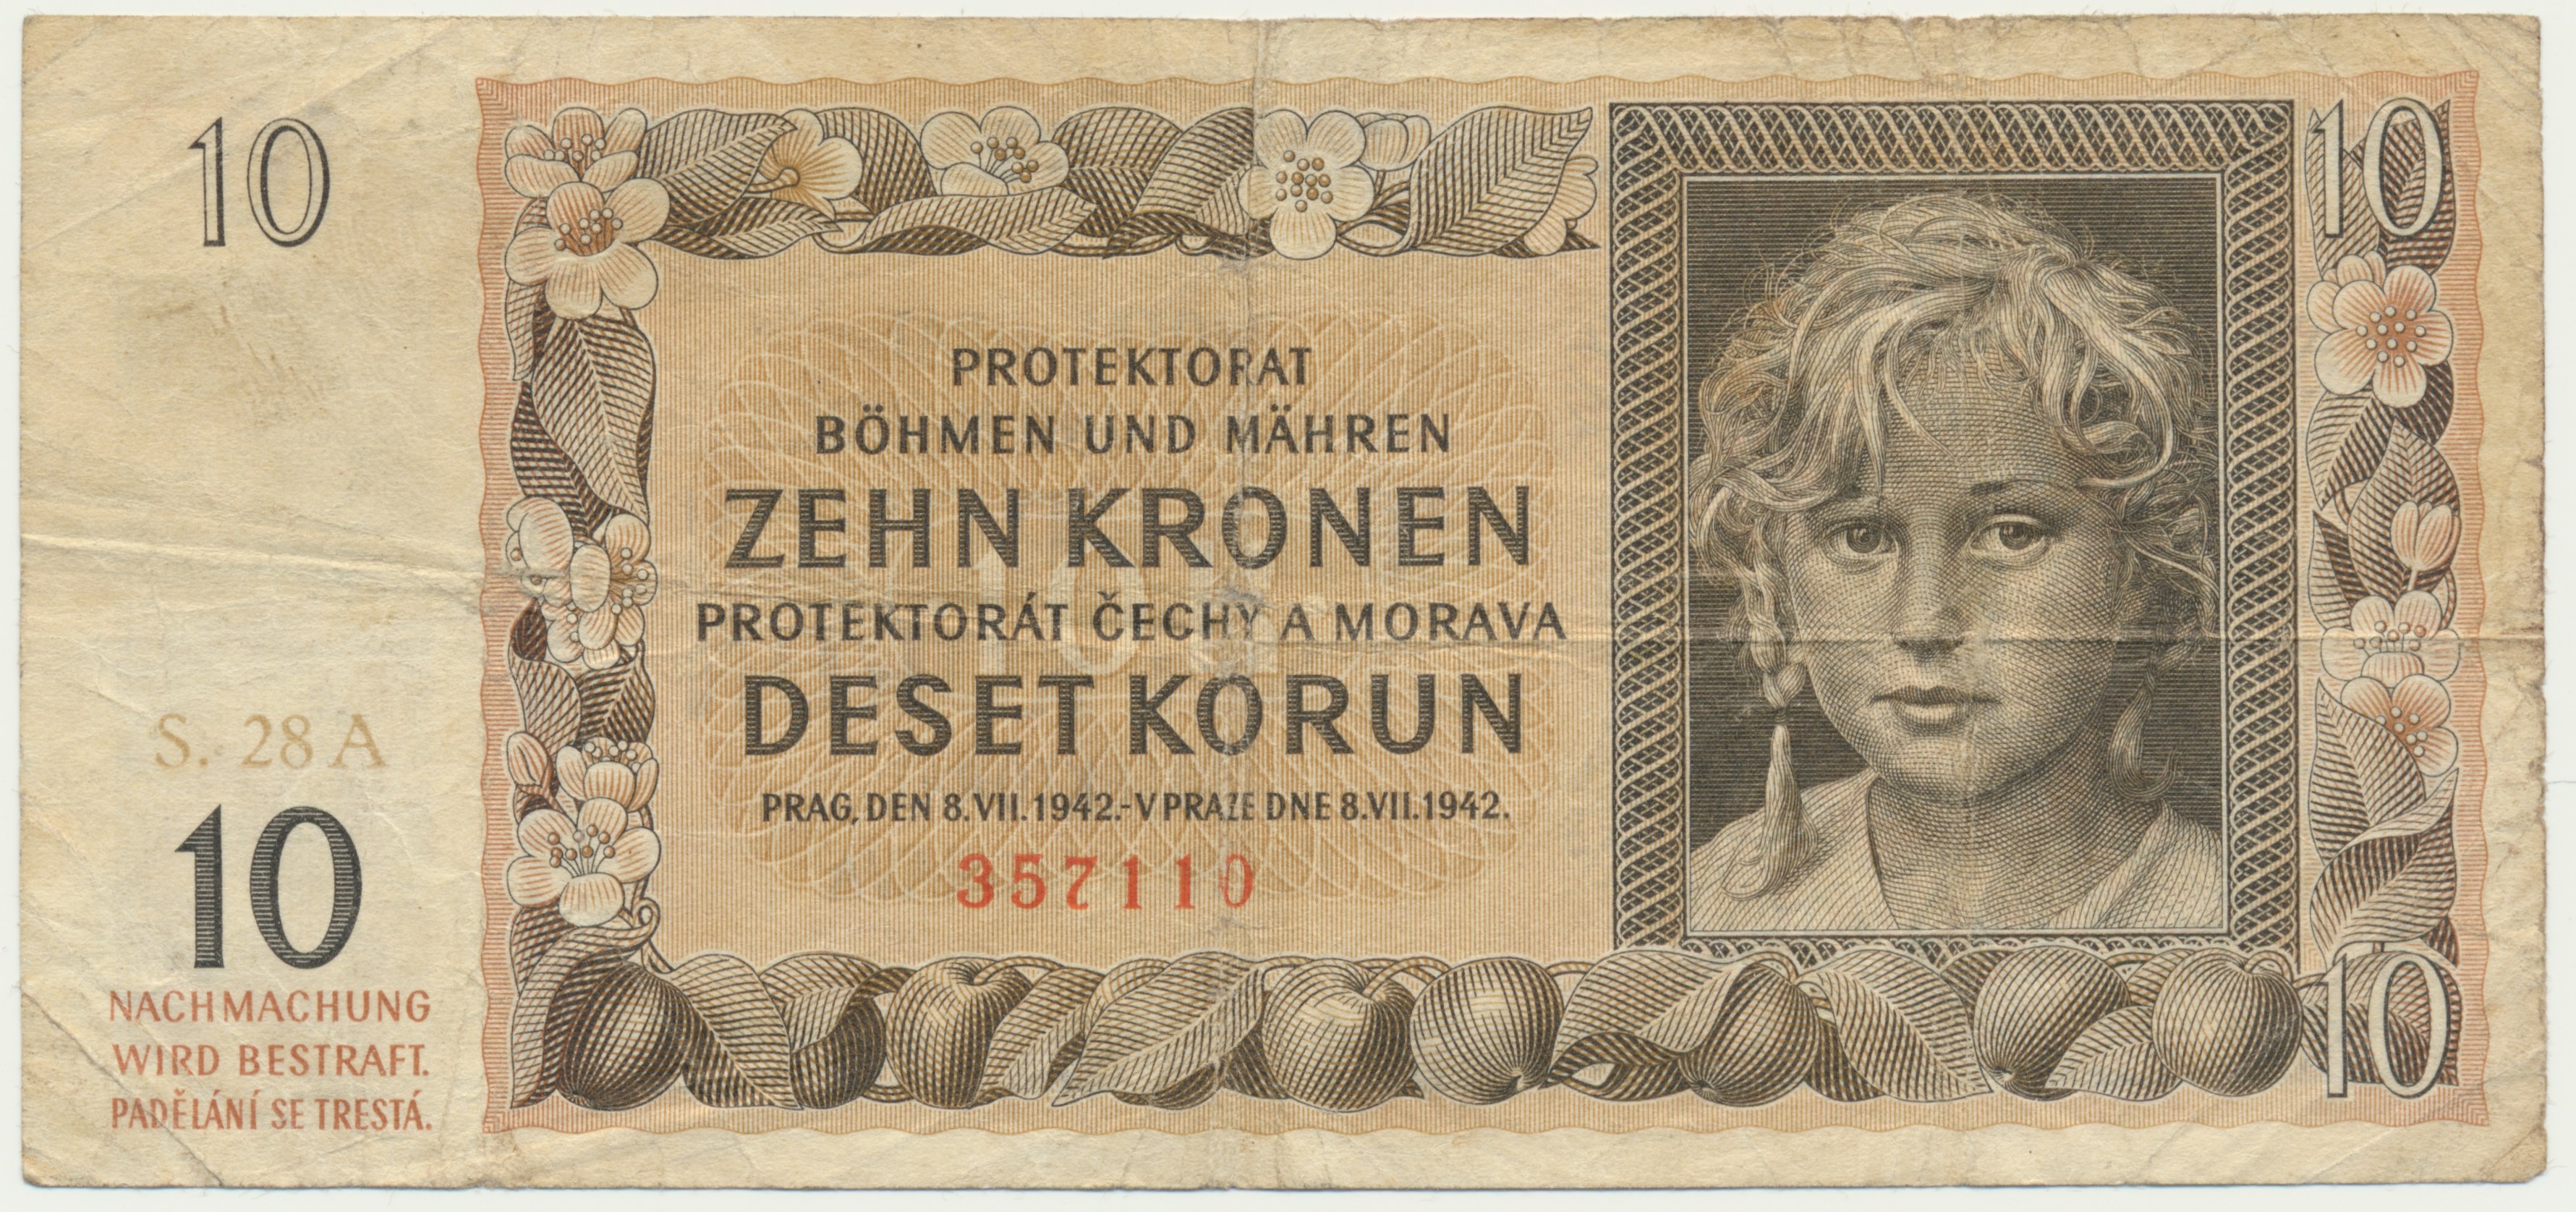 10
10
PROTEKTORAT
BÖHMEN UND MÄHREN
ZEHN KRONEN
PROTEKTORÁT ČECHY A MORAVA
DESET KORUN
PRAG, DEN 8.VII.1942.-V PRAZE DNE 8.VII.1942.
357110
S. 28 A
10
NACHMACHUNG
WIRD BESTRAFT.
PADĚLÁNÍ SE TRESTÁ.
10